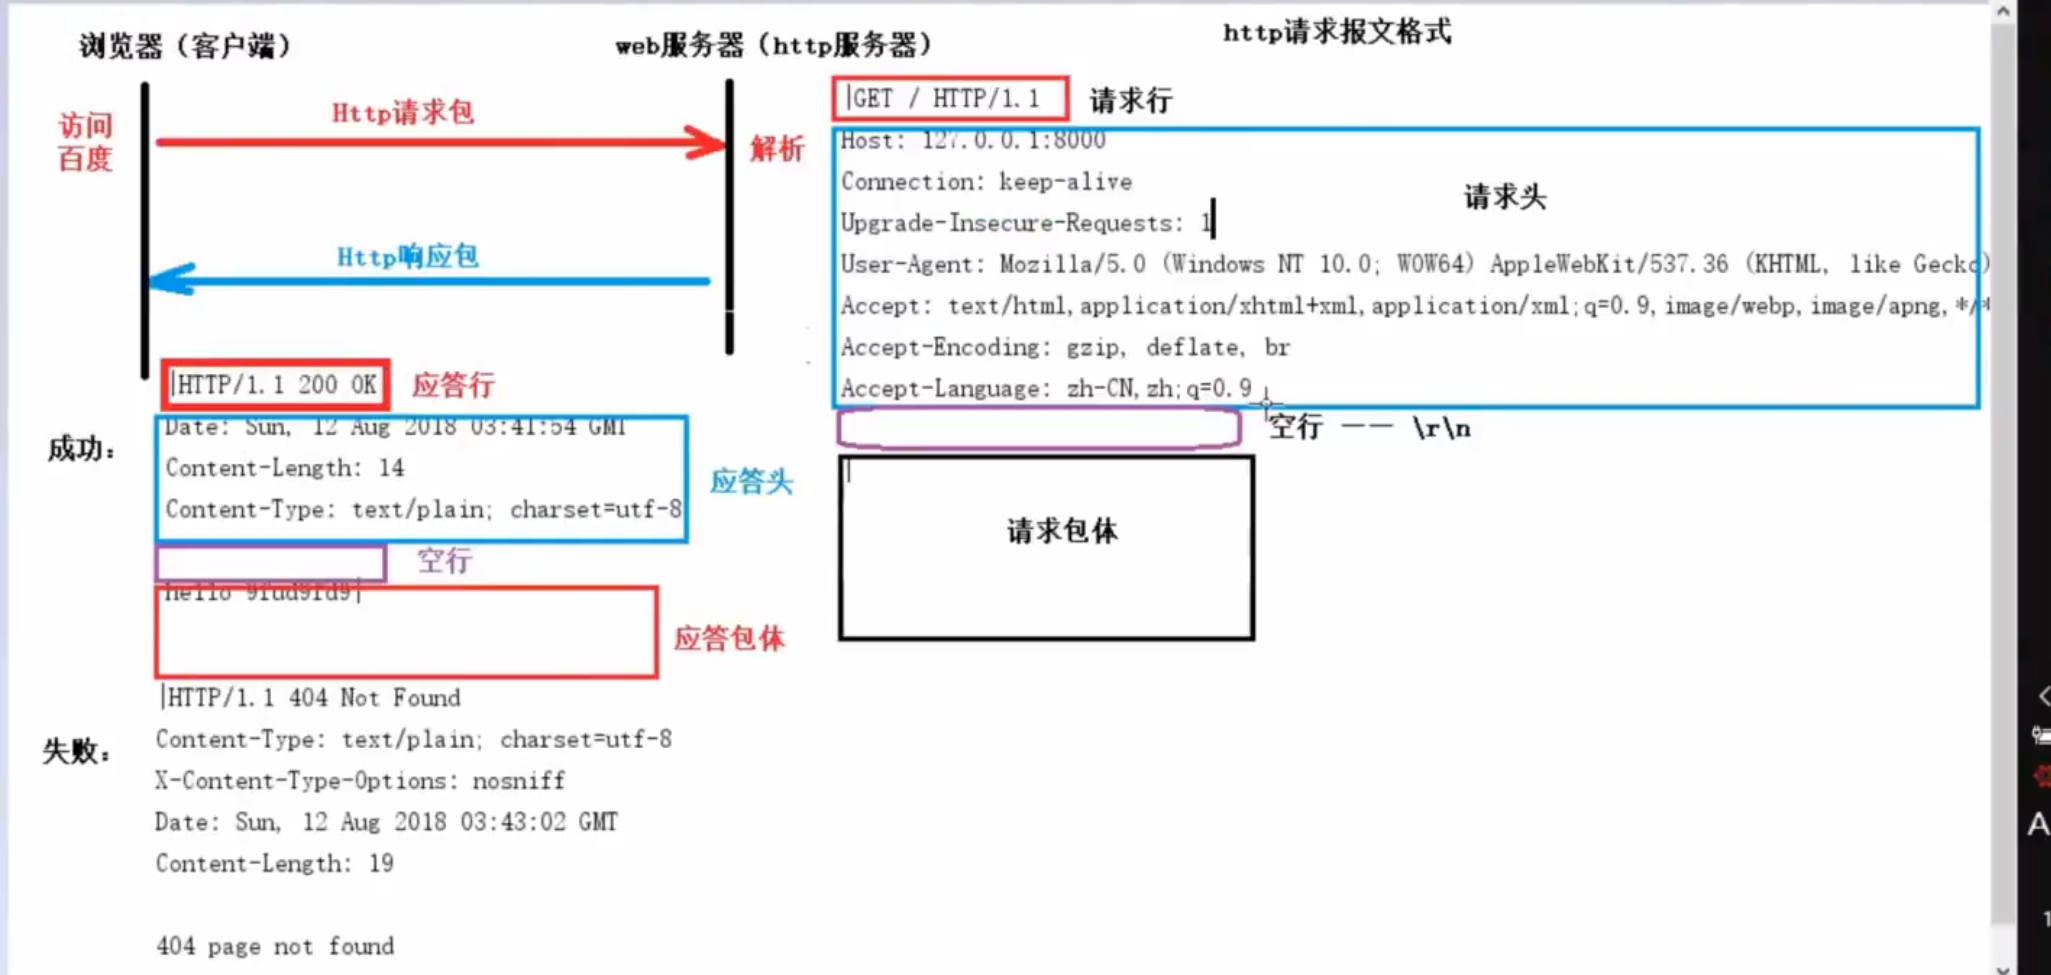 浏览器（客户端）
web服务器（http服务器）
http请求报文格式
访问
百度
Http请求包
解析
Http响应包
GET / HTTP/1.1
请求行
Host: 127.0.0.1:8000
Connection: keep-alive
请求头
Upgrade-Insecure-Requests: 1
User-Agent: Mozilla/5.0 (Windows NT 10.0; WOW64) AppleWebKit/537.36 (KHTML, like Gecko)
Accept: text/html,application/xhtml+xml,application/xml;q=0.9,image/webp,image/apng,*/*
Accept-Encoding: gzip, deflate, br
Accept-Language: zh-CN,zh;q=0.9
空行 —— \r\n
请求包体
成功：
HTTP/1.1 200 OK
应答行
Date: Sun, 12 Aug 2018 03:41:54 GMT
Content-Length: 14
Content-Type: text/plain; charset=utf-8
应答头
空行
hello
应答包体
失败：
HTTP/1.1 404 Not Found
Content-Type: text/plain; charset=utf-8
X-Content-Type-Options: nosniff
Date: Sun, 12 Aug 2018 03:43:02 GMT
Content-Length: 19
404 page not found
A